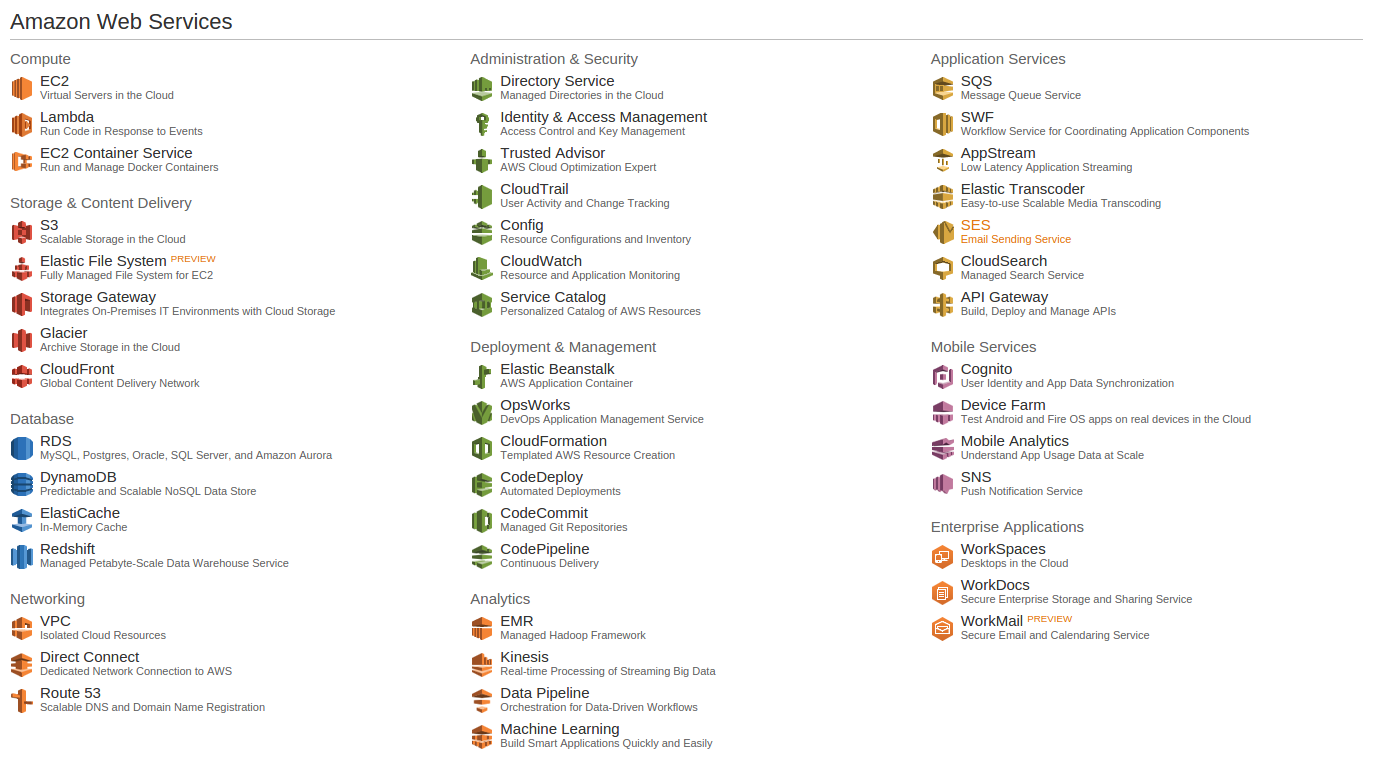 Amazon Web Services
Compute
EC2
Virtual Servers in the Cloud
Lambda
Run Code in Response to Events
EC2 Container Service
Run and Manage Docker Containers
Storage & Content Delivery
S3
Scalable Storage in the Cloud
Elastic File System PREVIEW
Fully Managed File System for EC2
Storage Gateway
Integrates On-Premises IT Environments with Cloud Storage
Glacier
Archive Storage in the Cloud
CloudFront
Global Content Delivery Network
Database
RDS
MySQL, Postgres, Oracle, SQL Server, and Amazon Aurora
DynamoDB
Predictable and Scalable NoSQL Data Store
ElastiCache
In-Memory Cache
Redshift
Managed Petabyte-Scale Data Warehouse Service
Networking
VPC
Isolated Cloud Resources
Direct Connect
Dedicated Network Connection to AWS
Route 53
Scalable DNS and Domain Name Registration
Administration & Security
Directory Service
Managed Directories in the Cloud
Identity & Access Management
Access Control and Key Management
Trusted Advisor
AWS Cloud Optimization Expert
CloudTrail
User Activity and Change Tracking
Config
Resource Configurations and Inventory
CloudWatch
Resource and Application Monitoring
Service Catalog
Personalized Catalog of AWS Resources
Deployment & Management
Elastic Beanstalk
AWS Application Container
OpsWorks
DevOps Application Management Service
CloudFormation
Templated AWS Resource Creation
CodeDeploy
Automated Deployments
CodeCommit
Managed Git Repositories
CodePipeline
Continuous Delivery
Analytics
EMR
Managed Hadoop Framework
Kinesis
Real-time Processing of Streaming Big Data
Data Pipeline
Orchestration for Data-Driven Workflows
Machine Learning
Build Smart Applications Quickly and Easily
Application Services
SQS
Message Queue Service
SWF
Workflow Service for Coordinating Application Components
AppStream
Low Latency Application Streaming
Elastic Transcoder
Easy-to-use Scalable Media Transcoding
SES
Email Sending Service
CloudSearch
Managed Search Service
API Gateway
Build, Deploy and Manage APIs
Mobile Services
Cognito
User Identity and App Data Synchronization
Device Farm
Test Android and Fire OS apps on real devices in the Cloud
Mobile Analytics
Understand App Usage Data at Scale
SNS
Push Notification Service
Enterprise Applications
WorkSpaces
Desktops in the Cloud
WorkDocs
Secure Enterprise Storage and Sharing Service
WorkMail PREVIEW
Secure Email and Calendaring Service